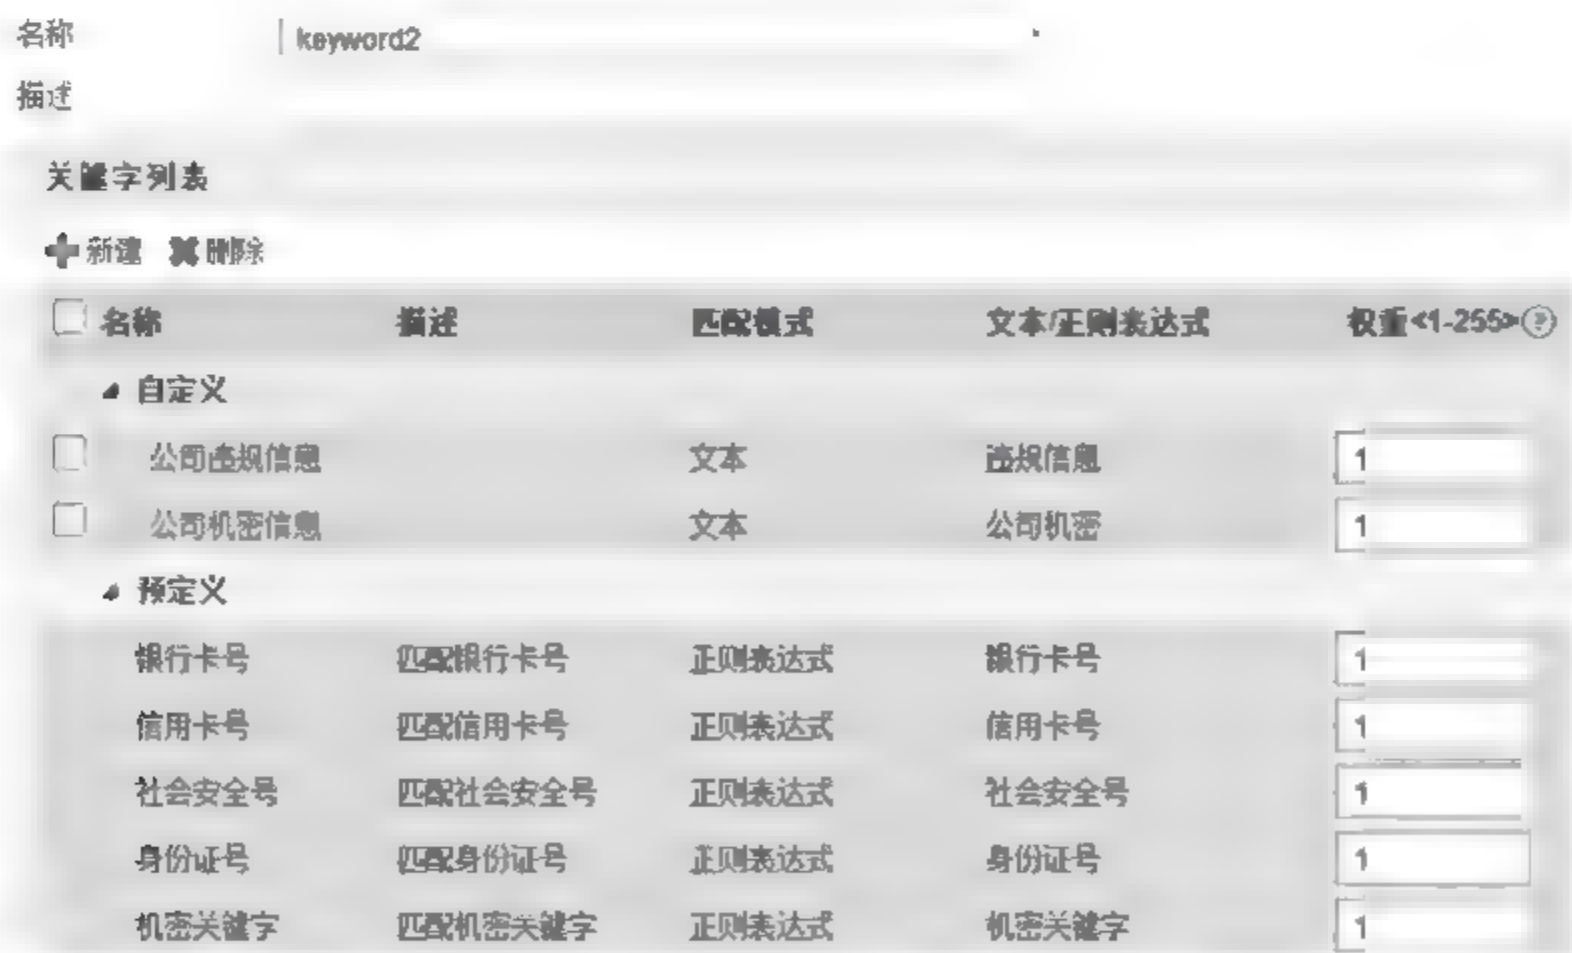 名称 keyword2 *
描述
关键字列表
新建 删除
名称 描述 匹配模式 文本/正则表达式 权重<1-255> ?
自定义
公司违规信息 文本 违规信息 1
公司机密信息 文本 公司机密 1
预定义
银行卡号 匹配银行卡号 正则表达式 银行卡号 1
信用卡号 匹配信用卡号 正则表达式 信用卡号 1
社会安全号 匹配社会安全号 正则表达式 社会安全号 1
身份证号 匹配身份证号 正则表达式 身份证号 1
机密关键字 匹配机密关键字 正则表达式 机密关键字 1